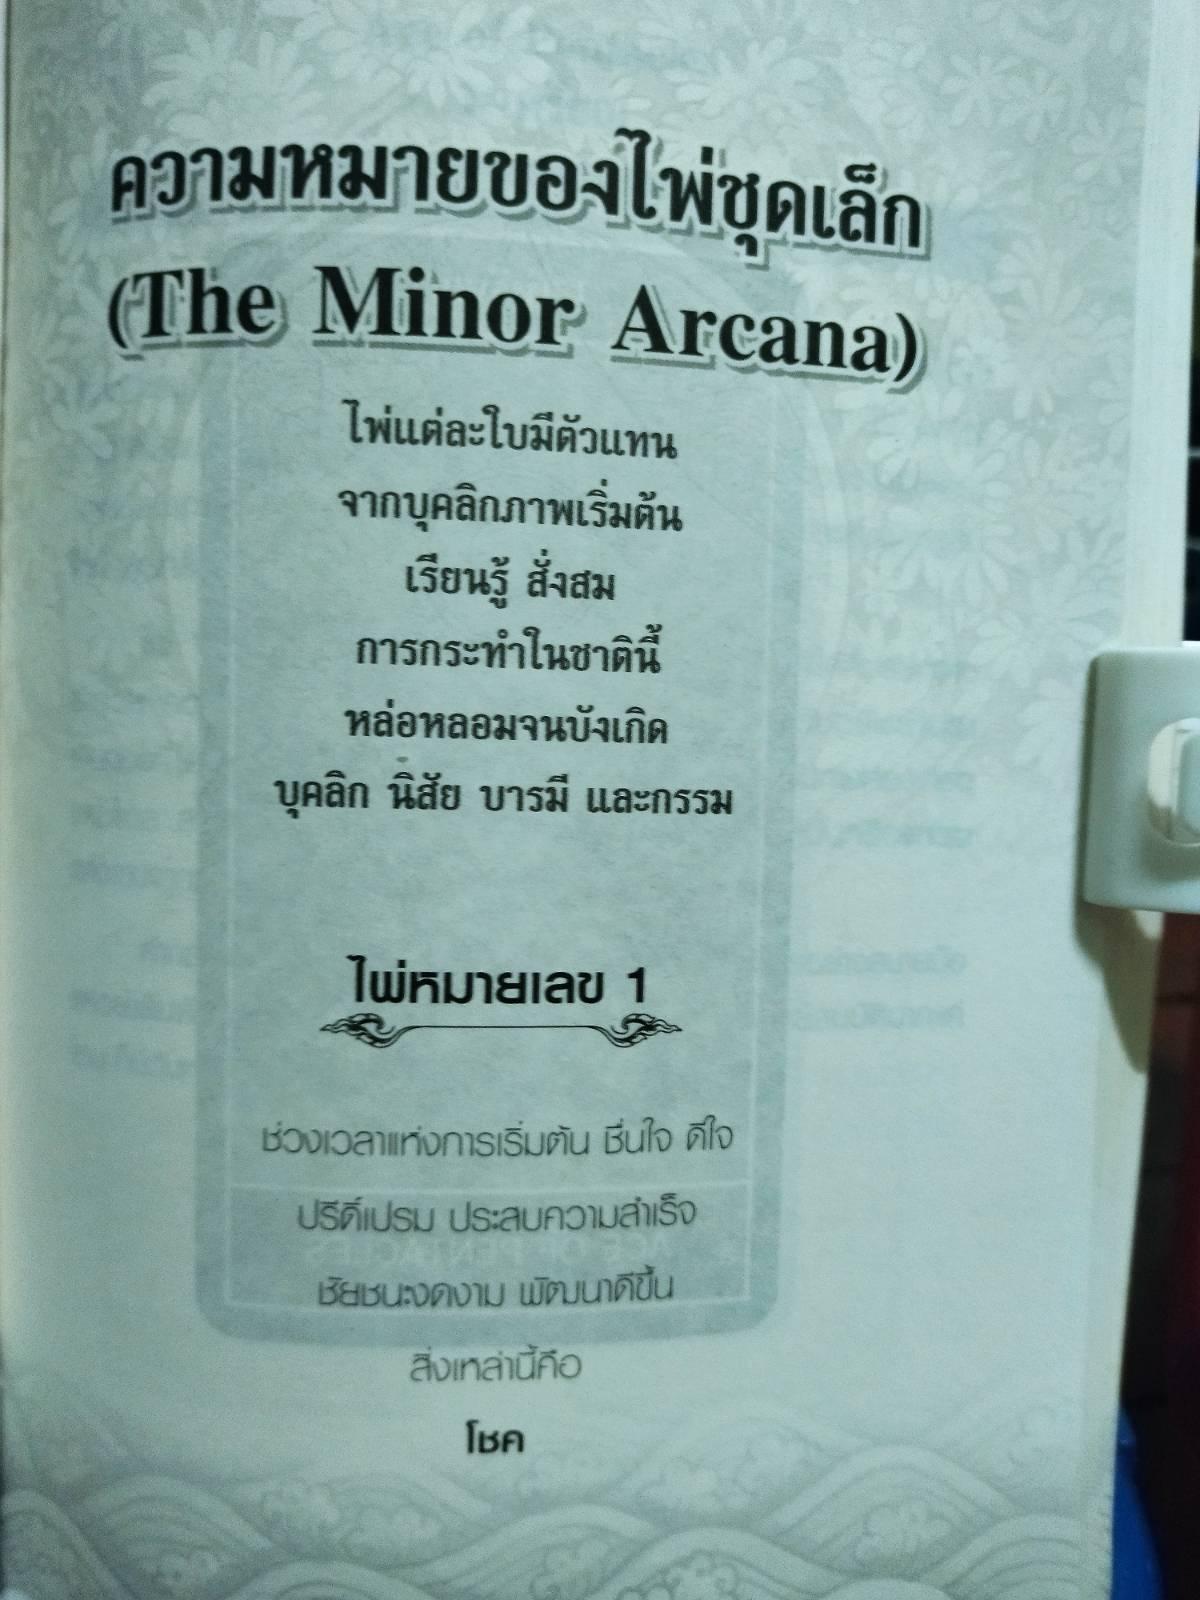 ความหมายของไพ่ชุดเล็ก
(The Minor Arcana)
ไพ่แต่ละใบมีตัวแทน
จากบุคลิกภาพเริ่มต้น
เรียนรู้ สั่งสม
การกระทำในชาตินี้
หล่อหลอมจนบังเกิด
บุคลิก นิสัย บารมี และกรรม
ไพ่หมายเลข 1
ช่วงเวลาแห่งการเริ่มต้น ชื่นใจ ดีใจ
ปรีดิ์เปรม ประสบความสำเร็จ
ชัยชนะงดงาม พัฒนาดีขึ้น
สิ่งเหล่านี้คือ
โชค